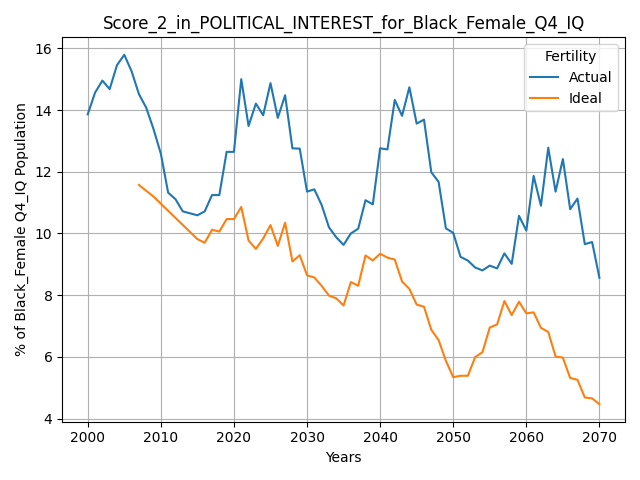 Score_2_in_POLITICAL_INTEREST_for_Black_Female_Q4_IQ
Fertility
Actual
Ideal
% of Black_Female Q4_IQ Population
16
14
12
10
8
6
4
2000 2010 2020 2030 2040 2050 2060 2070
Years